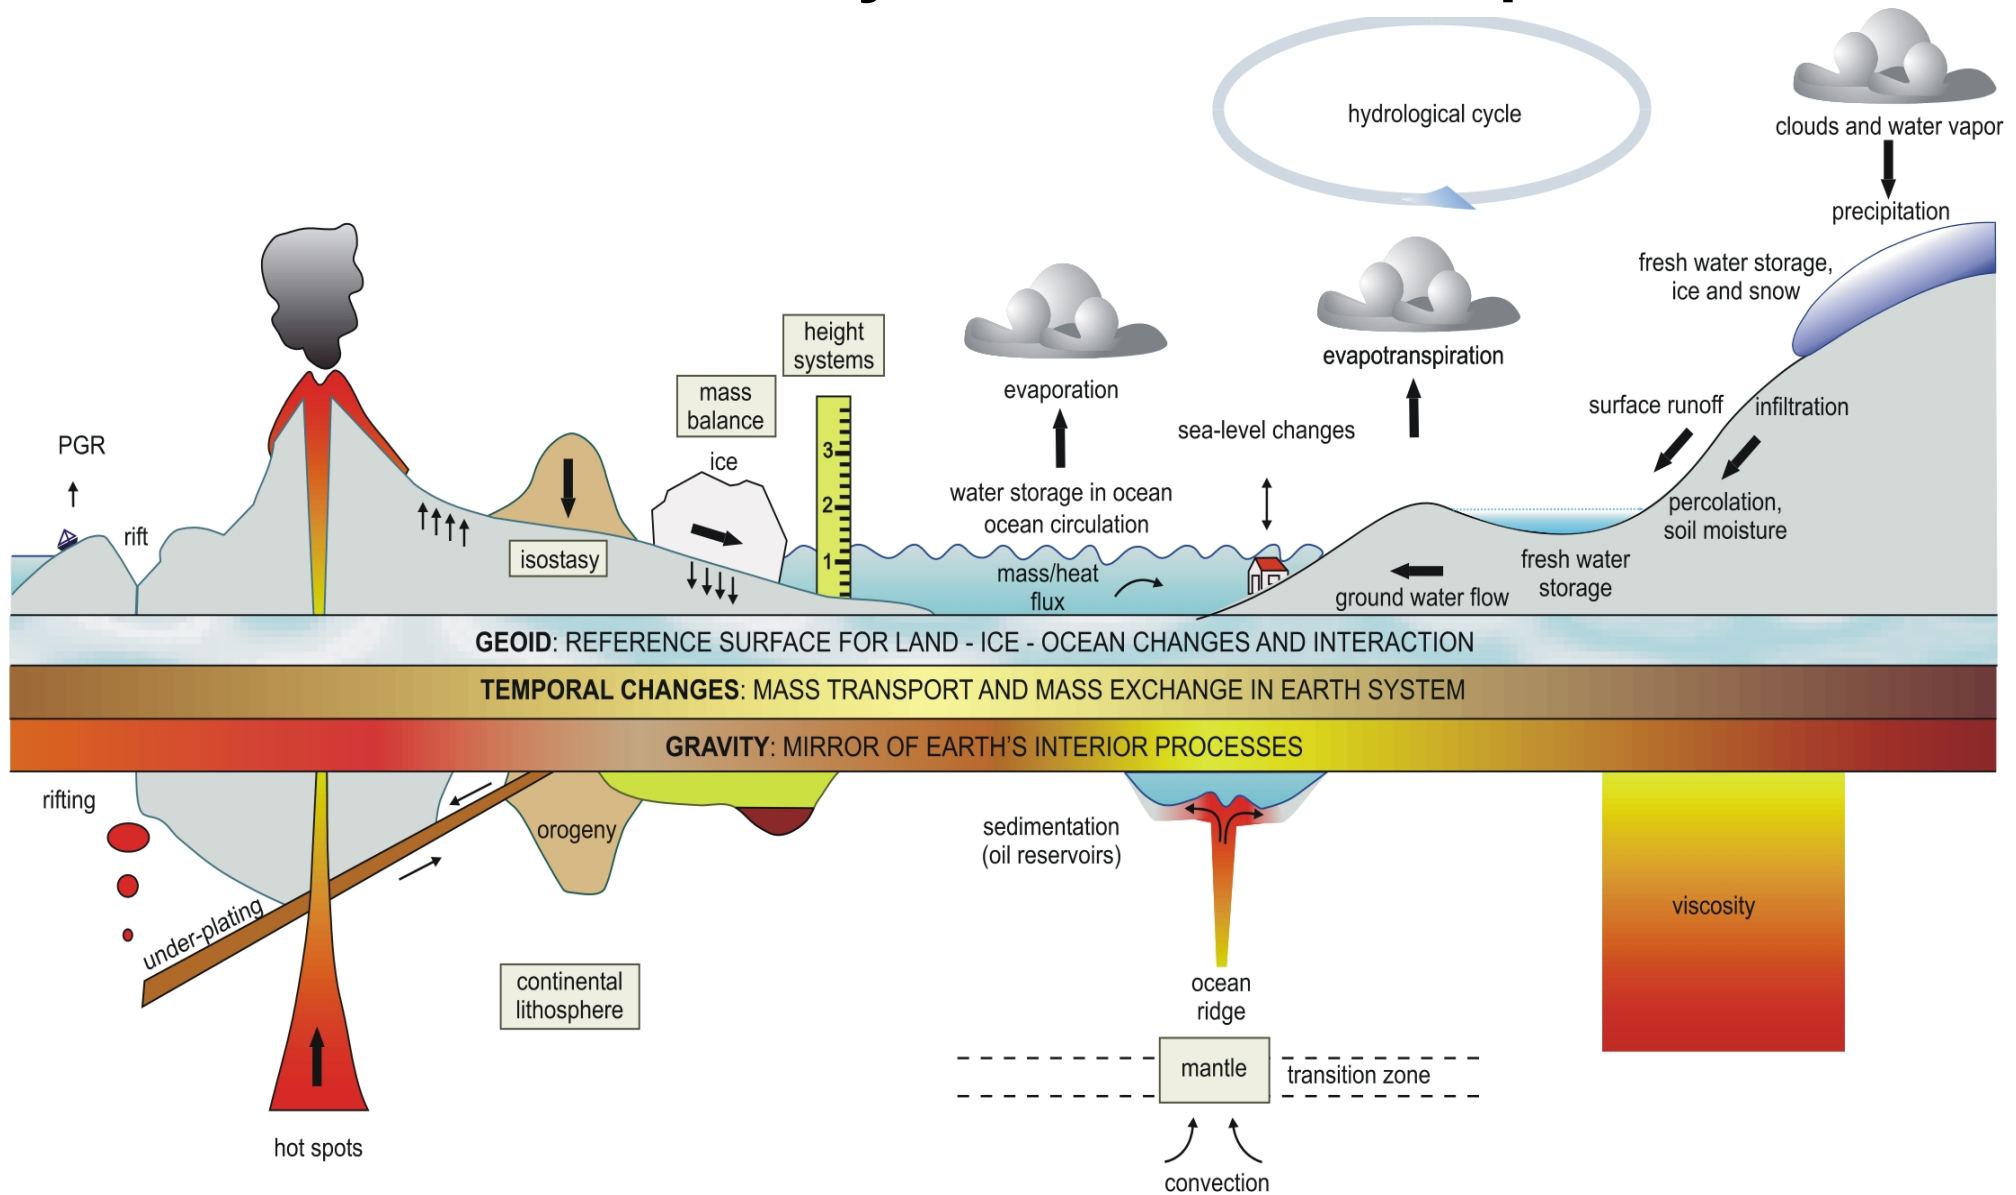 hydrological cycle
clouds and water vapor
precipitation
fresh water storage,
ice and snow
height
systems
mass
balance
ice
evaporation
evapotranspiration
surface runoff
infiltration
sea-level changes
PGR
rift
isostasy
3
2
1
water storage in ocean
ocean circulation
mass/heat
flux
percolation,
soil moisture
fresh water
storage
ground water flow
GEOID: REFERENCE SURFACE FOR LAND - ICE - OCEAN CHANGES AND INTERACTION
TEMPORAL CHANGES: MASS TRANSPORT AND MASS EXCHANGE IN EARTH SYSTEM
GRAVITY: MIRROR OF EARTH'S INTERIOR PROCESSES
rifting
orogeny
under-plating
sedimentation
(oil reservoirs)
viscosity
continental
lithosphere
ocean
ridge
mantle
transition zone
hot spots
convection